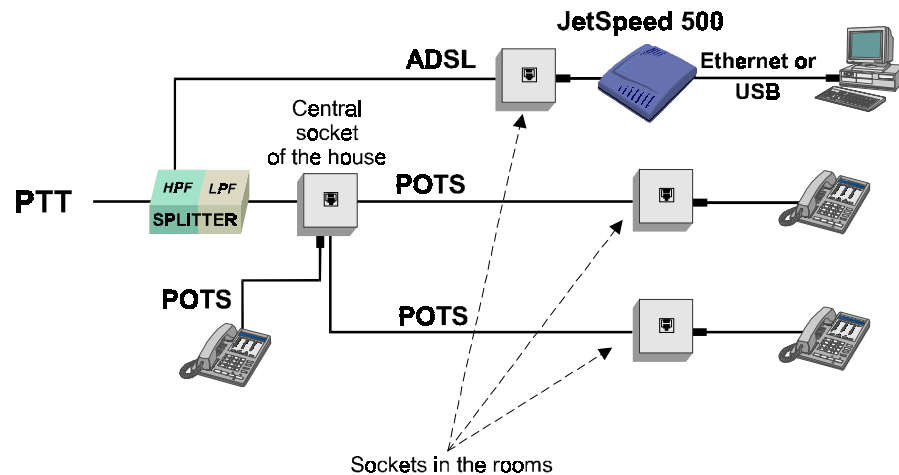 JetSpeed 500
ADSL
Ethernet or
USB
Central
socket
of the house
HPF LPF
SPLITTER
PTT
POTS
POTS
POTS
Sockets in the rooms